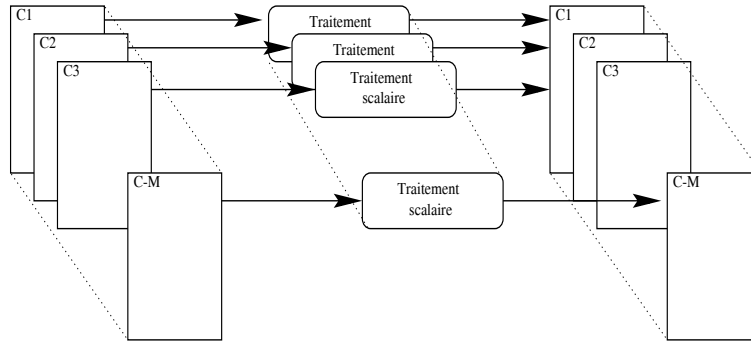 C1
Traitement
C1
C2
Traitement
C2
C3
Traitement
scalaire
C3
C-M
Traitement
scalaire
C-M